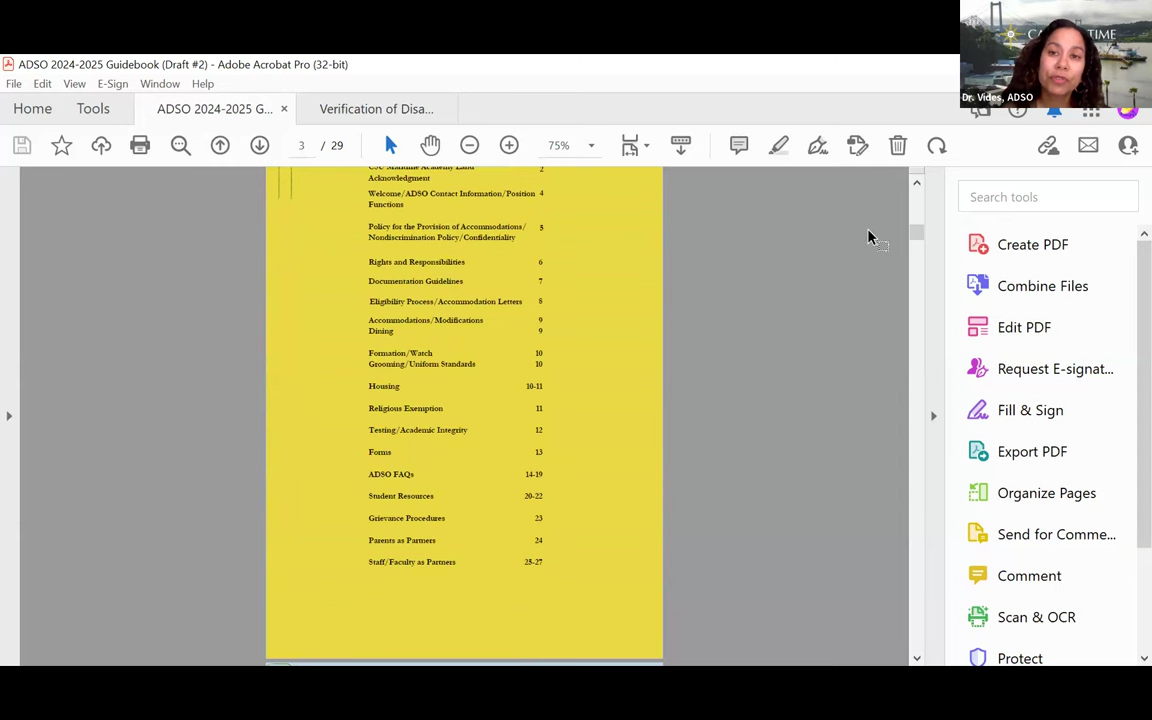 ADSO 2024-2025 Guidebook (Draft #2) - Adobe Acrobat Pro (32-bit)
File Edit View E-Sign Window Help
Home Tools ADSO 2024-2025 G... × Verification of Disa...
3 / 29 75%
Dr. Vides, ADSO
CSU Maritime Academy Land 2
Acknowledgment
Welcome/ADSO Contact Information/Position 4
Functions
Policy for the Provision of Accommodations/ 5
Nondiscrimination Policy/Confidentiality
Rights and Responsibilities 6
Documentation Guidelines 7
Eligibility Process/Accommodation Letters 8
Accommodations/Modifications 9
Dining 9
Formation/Watch 10
Grooming/Uniform Standards 10
Housing 10-11
Religious Exemption 11
Testing/Academic Integrity 12
Forms 13
ADSO FAQs 14-19
Student Resources 20-22
Grievance Procedures 23
Parents as Partners 24
Staff/Faculty as Partners 25-27
Search tools
Create PDF
Combine Files
Edit PDF
Request E-signat...
Fill & Sign
Export PDF
Organize Pages
Send for Comme...
Comment
Scan & OCR
Protect